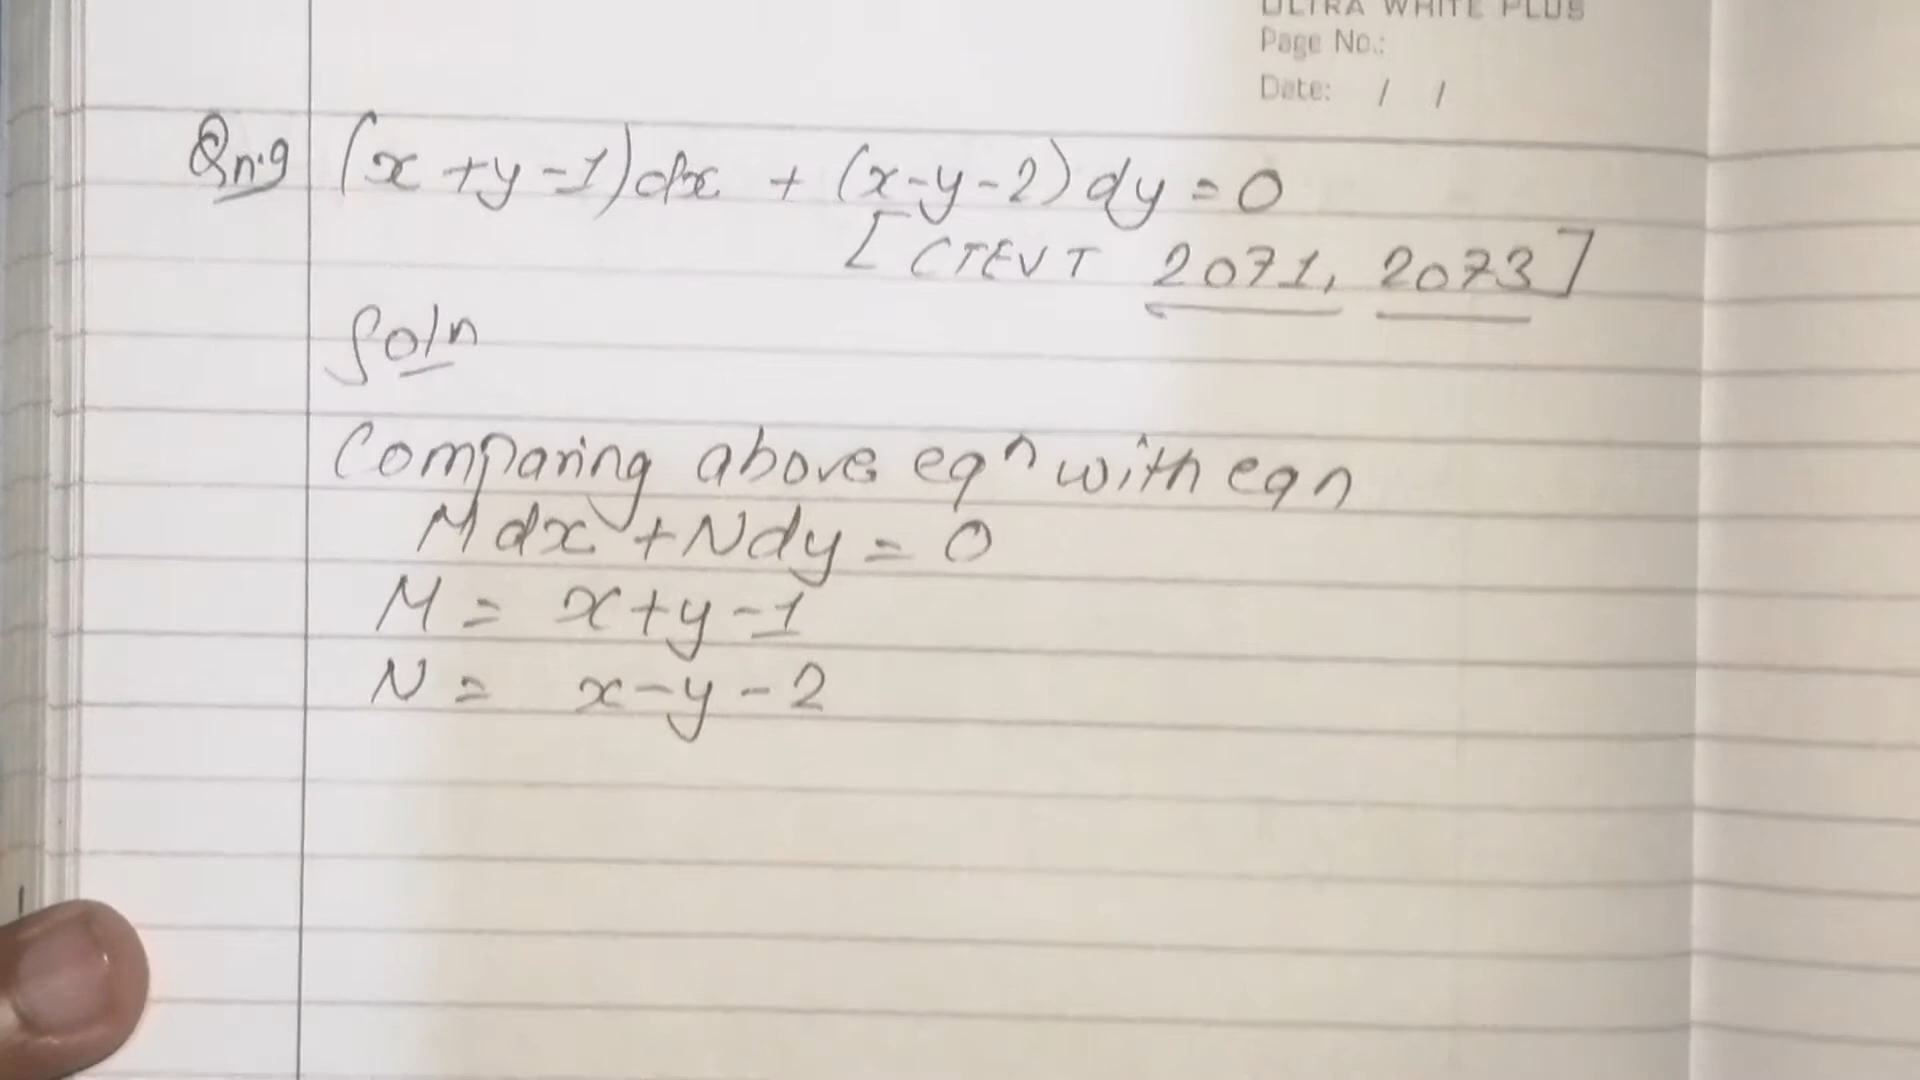 ULTRA WHITE PLUS
Page No.:
Date: / /
Qn.9 (x+y-1)dx + (x-y-2)dy=0
[CTEVT 2071, 2073]
Soln
Comparing above eqn with eqn
Mdx+Ndy=0
M= x+y-1
N= x-y-2